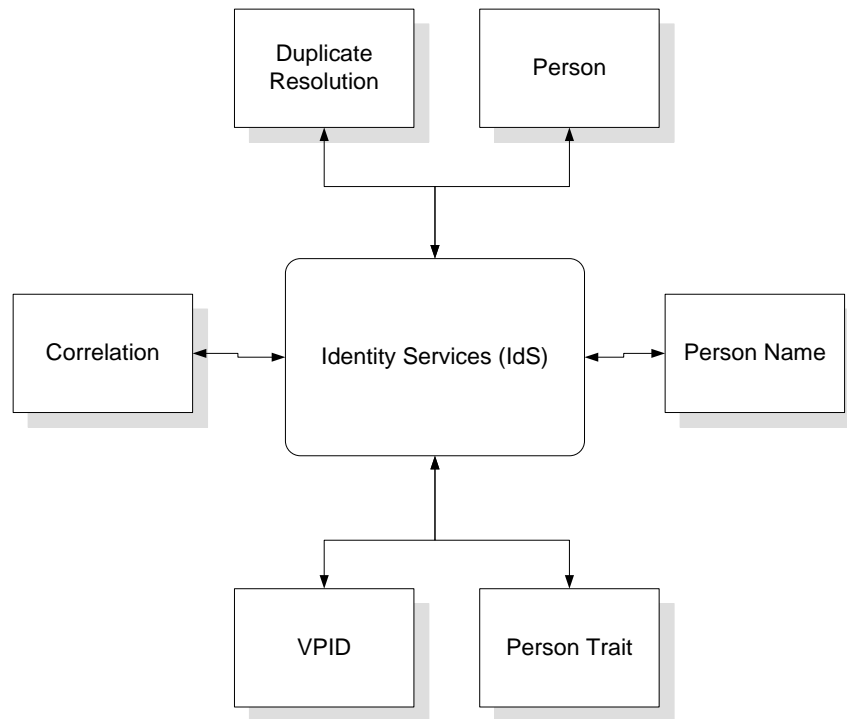 Duplicate
Resolution
Person
Correlation
Identity Services (IdS)
Person Name
VPID
Person Trait